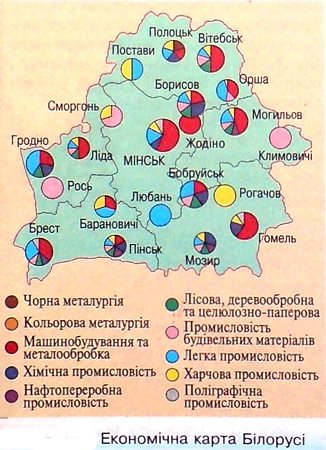 Полоцьк
Вітебськ
Постави
Борисов
Орша
Сморгонь
Могильов
Гродно
Ліда
МІНСЬК
Жодіно
Климовичі
Бобруйськ
Рось
Любань
Рогачов
Барановичі
Брест
Пінськ
Гомель
Мозир
Чорна металургія
Кольорова металургія
Машинобудування та
металообробка
Хімічна промисловість
Нафтопереробна
промисловість
Лісова, деревообробна
та целюлозно-паперова
Промисловість
будівельних матеріалів
Легка промисловість
Харчова промисловість
Поліграфічна
промисловість
Економічна карта Білорусі